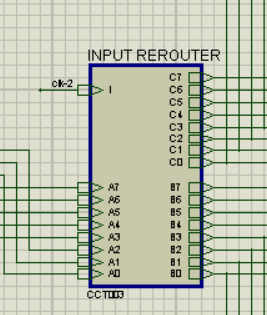 INPUT REROUTER
clk-2
I
C7
C6
C5
C4
C3
C2
C1
C0
A7
A6
A5
A4
A3
A2
A1
A0
B7
B6
B5
B4
B3
B2
B1
B0
CCT003